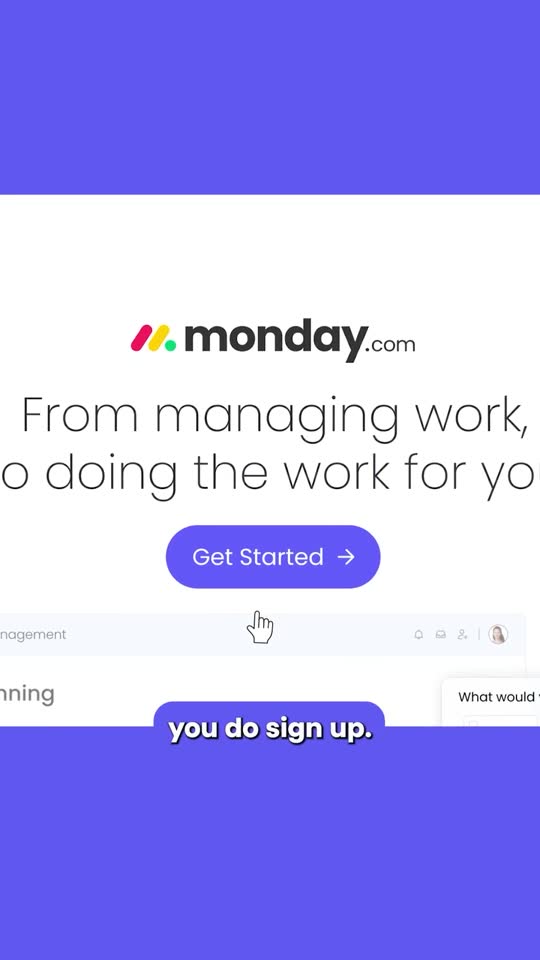 monday.com
From managing work,
o doing the work for yo
Get Started →
nagement
nning
What would
you do sign up.